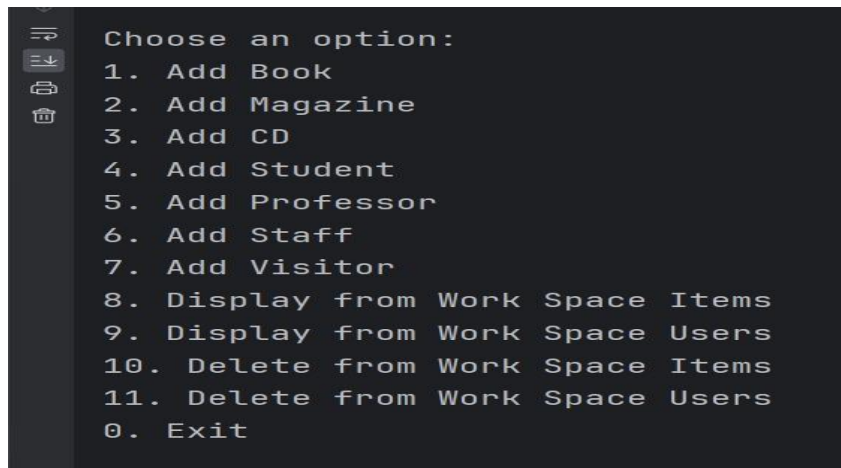 Choose an option:
1. Add Book
2. Add Magazine
3. Add CD
4. Add Student
5. Add Professor
6. Add Staff
7. Add Visitor
8. Display from Work Space Items
9. Display from Work Space Users
10. Delete from Work Space Items
11. Delete from Work Space Users
0. Exit